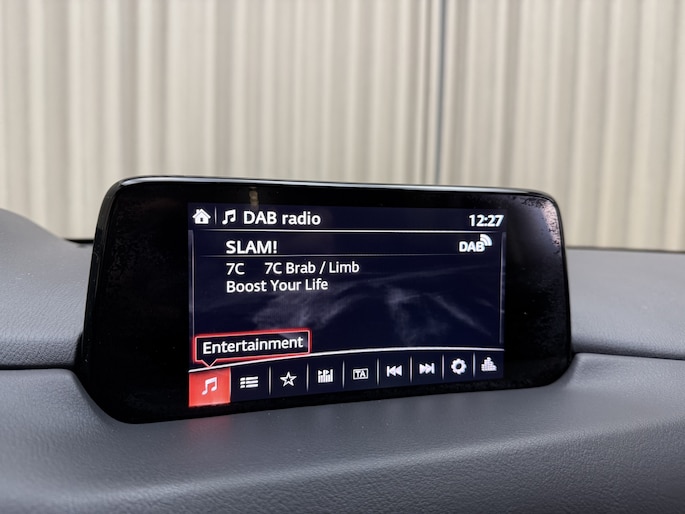 DAB radio 12:27
SLAM! DAB
7C 7C Brab / Limb
Boost Your Life
Entertainment
TA